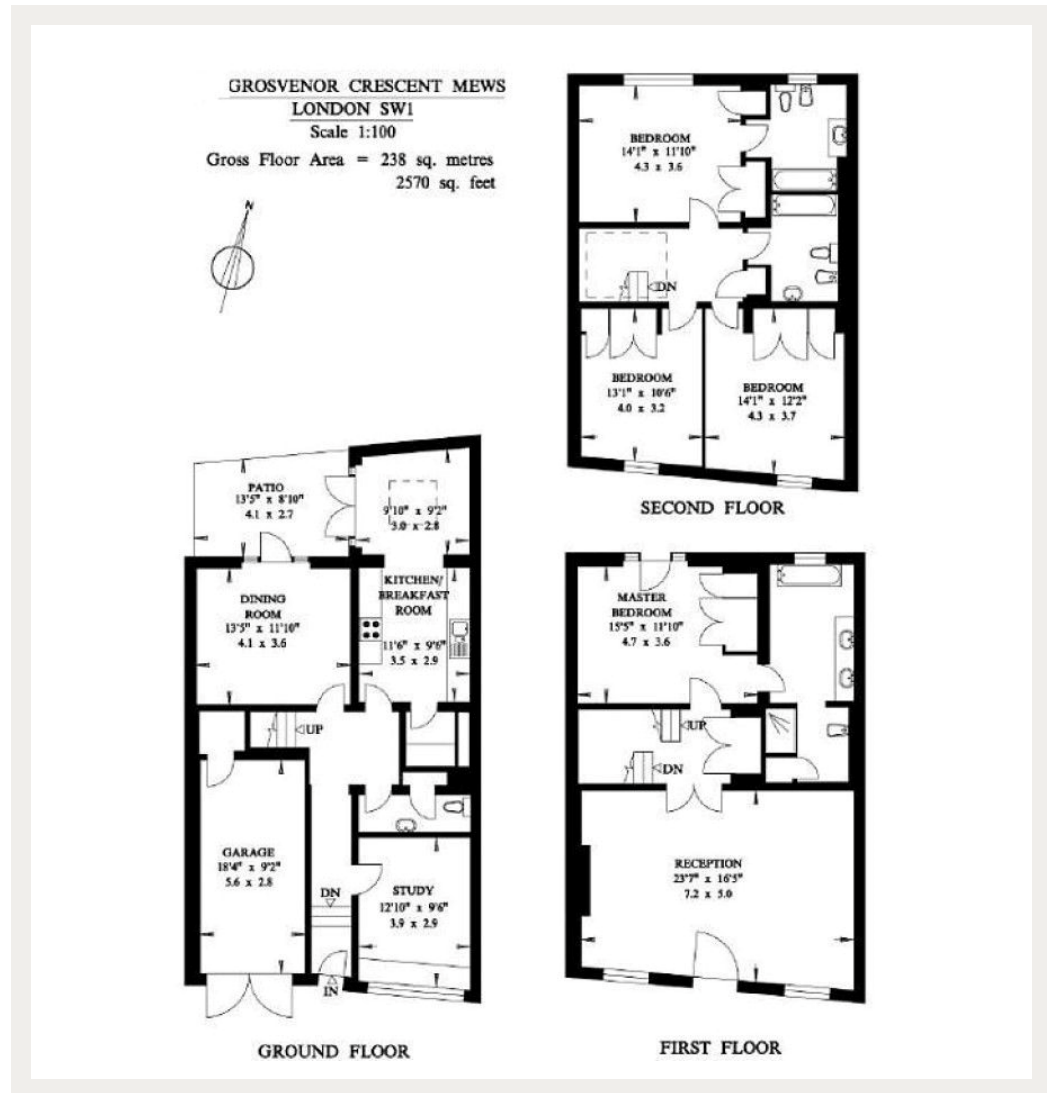 GROSVENOR CRESCENT MEWS
LONDON SW1
Scale 1:100
Gross Floor Area = 238 sq. metres
2570 sq. feet
N
BEDROOM
14'1" x 11'10"
4.3 x 3.6
DN
BEDROOM
13'1" x 10'6"
4.0 x 3.2
BEDROOM
14'1" x 12'2"
4.3 x 3.7
SECOND FLOOR
PATIO
13'5" x 8'10"
4.1 x 2.7
9'10" x 9'2"
3.0 x 2.8
DINING
ROOM
13'5" x 11'10"
4.1 x 3.6
KITCHEN/
BREAKFAST
ROOM
11'6" x 9'6"
3.5 x 2.9
UP
GARAGE
18'4" x 9'2"
5.6 x 2.8
DN
STUDY
12'10" x 9'6"
3.9 x 2.9
IN
GROUND FLOOR
MASTER
BEDROOM
15'5" x 11'10"
4.7 x 3.6
UP
DN
RECEPTION
23'7" x 16'5"
7.2 x 5.0
FIRST FLOOR